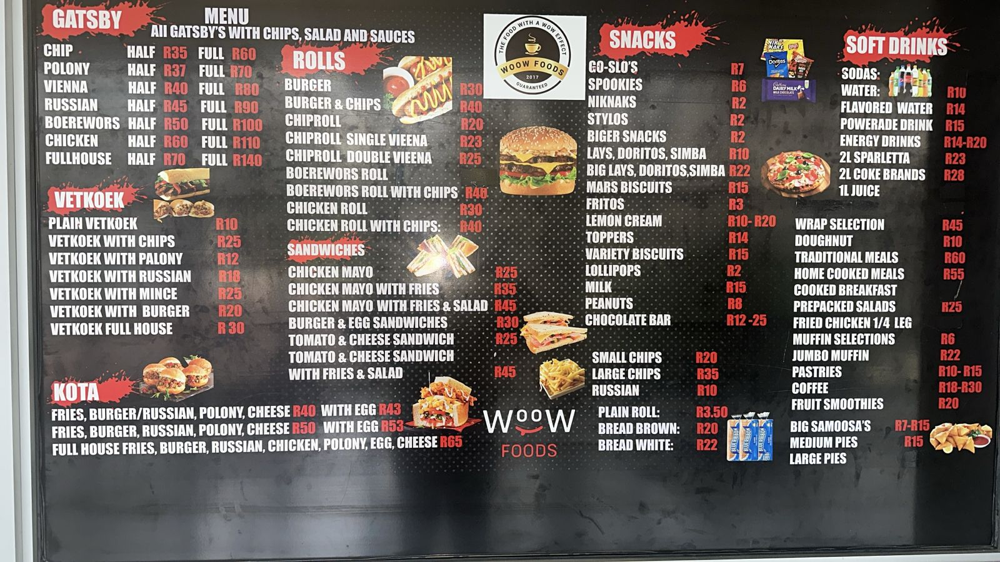 GATSBY
MENU
All GATSBY'S WITH CHIPS, SALAD AND SAUCES
CHIP HALF R35 FULL R60
POLONY HALF R37 FULL R70
VIENNA HALF R40 FULL R80
RUSSIAN HALF R45 FULL R90
BOEREWORS HALF R50 FULL R100
CHICKEN HALF R60 FULL R110
FULLHOUSE HALF R70 FULL R140
VETKOEK
PLAIN VETKOEK R10
VETKOEK WITH CHIPS R25
VETKOEK WITH PALONY R12
VETKOEK WITH RUSSIAN R18
VETKOEK WITH MINCE R25
VETKOEK WITH BURGER R20
VETKOEK FULL HOUSE R 30
KOTA
FRIES, BURGER/RUSSIAN, POLONY, CHEESE R40 WITH EGG R43
FRIES, BURGER, RUSSIAN, POLONY, CHEESE R50 WITH EGG R53
FULL HOUSE FRIES, BURGER, RUSSIAN, CHICKEN, POLONY, EGG, CHEESE R65
ROLLS
BURGER R30
BURGER & CHIPS R40
CHIPROLL R20
CHIPROLL SINGLE VIEENA R23
CHIPROLL DOUBLE VIEENA R25
BOEREWORS ROLL
BOEREWORS ROLL WITH CHIPS R40
CHICKEN ROLL R30
CHICKEN ROLL WITH CHIPS: R40
SANDWICHES
CHICKEN MAYO R25
CHICKEN MAYO WITH FRIES R35
CHICKEN MAYO WITH FRIES & SALAD R45
BURGER & EGG SANDWICHES R30
TOMATO & CHEESE SANDWICH R25
TOMATO & CHEESE SANDWICH
WITH FRIES & SALAD R45
THE FOOD WITH A WOW EFFECT
WOOW FOODS
2017
GUARANTEED
WOOW
FOODS
SNACKS
GO-SLO'S R7
SPOOKIES R6
NIKNAKS R2
STYLOS R2
BIGER SNACKS R2
LAYS, DORITOS, SIMBA R10
BIG LAYS, DORITOS,SIMBA R22
MARS BISCUITS R15
FRITOS R3
LEMON CREAM R10- R20
TOPPERS R14
VARIETY BISCUITS R15
LOLLIPOPS R2
MILK R15
PEANUTS R8
CHOCOLATE BAR R12 -25
SMALL CHIPS R20
LARGE CHIPS R35
RUSSIAN R10
PLAIN ROLL: R3.50
BREAD BROWN: R20
BREAD WHITE: R22
NIK NAKS
Lay's
Doritos
Cadbury
DAIRY MILK
MILK CHOCOLATE
BLUE RIBBON
BLUE RIBBON
SOFT DRINKS
SODAS:
WATER: R10
FLAVORED WATER R14
POWERADE DRINK R15
ENERGY DRINKS R14-R20
2L SPARLETTA R23
2L COKE BRANDS R28
1L JUICE
WRAP SELECTION R45
DOUGHNUT R10
TRADITIONAL MEALS R60
HOME COOKED MEALS R55
COOKED BREAKFAST
PREPACKED SALADS R25
FRIED CHICKEN 1/4 LEG
MUFFIN SELECTIONS R6
JUMBO MUFFIN R22
PASTRIES R10- R15
COFFEE R18-R30
FRUIT SMOOTHIES R20
BIG SAMOOSA'S R7-R15
MEDIUM PIES R15
LARGE PIES